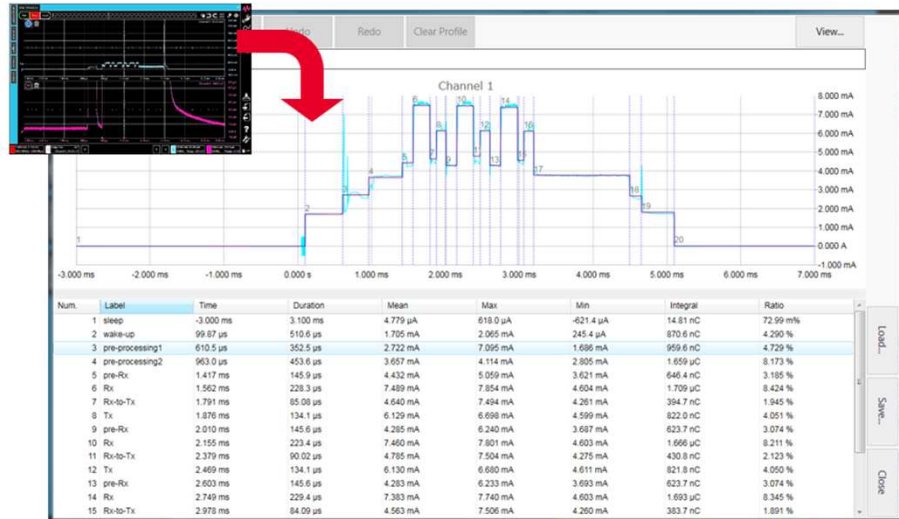 Undo Redo Clear Profile View...
Channel 1
8.000 mA
7.000 mA
6.000 mA
5.000 mA
4.000 mA
3.000 mA
2.000 mA
1.000 mA
0.000 A
-1.000 mA
1 2 3 4 5 6 7 8 9 10 11 12 13 14 15 16 17 18 19 20
-3.000 ms -2.000 ms -1.000 ms 0.000 s 1.000 ms 2.000 ms 3.000 ms 4.000 ms 5.000 ms 6.000 ms 7.000 ms
Num. Label Time Duration Mean Max Min Integral Ratio
1 sleep -3.000 ms 3.100 ms 4.779 µA 618.0 µA -621.4 µA 14.81 nC 72.99 m%
2 wake-up 99.87 µs 510.6 µs 1.705 mA 2.065 mA 245.4 µA 870.6 nC 4.290 %
3 pre-processing1 610.5 µs 352.5 µs 2.722 mA 7.095 mA 1.686 mA 959.6 nC 4.729 %
4 pre-processing2 963.0 µs 453.6 µs 3.657 mA 4.114 mA 2.805 mA 1.659 µC 8.173 %
5 pre-Rx 1.417 ms 145.9 µs 4.432 mA 5.059 mA 3.621 mA 646.4 nC 3.185 %
6 Rx 1.562 ms 228.3 µs 7.489 mA 7.854 mA 4.604 mA 1.709 µC 8.424 %
7 Rx-to-Tx 1.791 ms 85.08 µs 4.640 mA 7.494 mA 4.261 mA 394.7 nC 1.945 %
8 Tx 1.876 ms 134.1 µs 6.129 mA 6.698 mA 4.599 mA 822.0 nC 4.051 %
9 pre-Rx 2.010 ms 145.6 µs 4.285 mA 6.240 mA 3.687 mA 623.7 nC 3.074 %
10 Rx 2.155 ms 223.4 µs 7.460 mA 7.801 mA 4.603 mA 1.666 µC 8.211 %
11 Rx-to-Tx 2.379 ms 90.02 µs 4.785 mA 7.504 mA 4.275 mA 430.8 nC 2.123 %
12 Tx 2.469 ms 134.1 µs 6.130 mA 6.680 mA 4.611 mA 821.8 nC 4.050 %
13 pre-Rx 2.603 ms 145.6 µs 4.283 mA 6.233 mA 3.693 mA 623.7 nC 3.074 %
14 Rx 2.749 ms 229.4 µs 7.383 mA 7.740 mA 4.603 mA 1.693 µC 8.345 %
15 Rx-to-Tx 2.978 ms 84.09 µs 4.563 mA 7.506 mA 4.260 mA 383.7 nC 1.891 %
Load...
Save...
Close